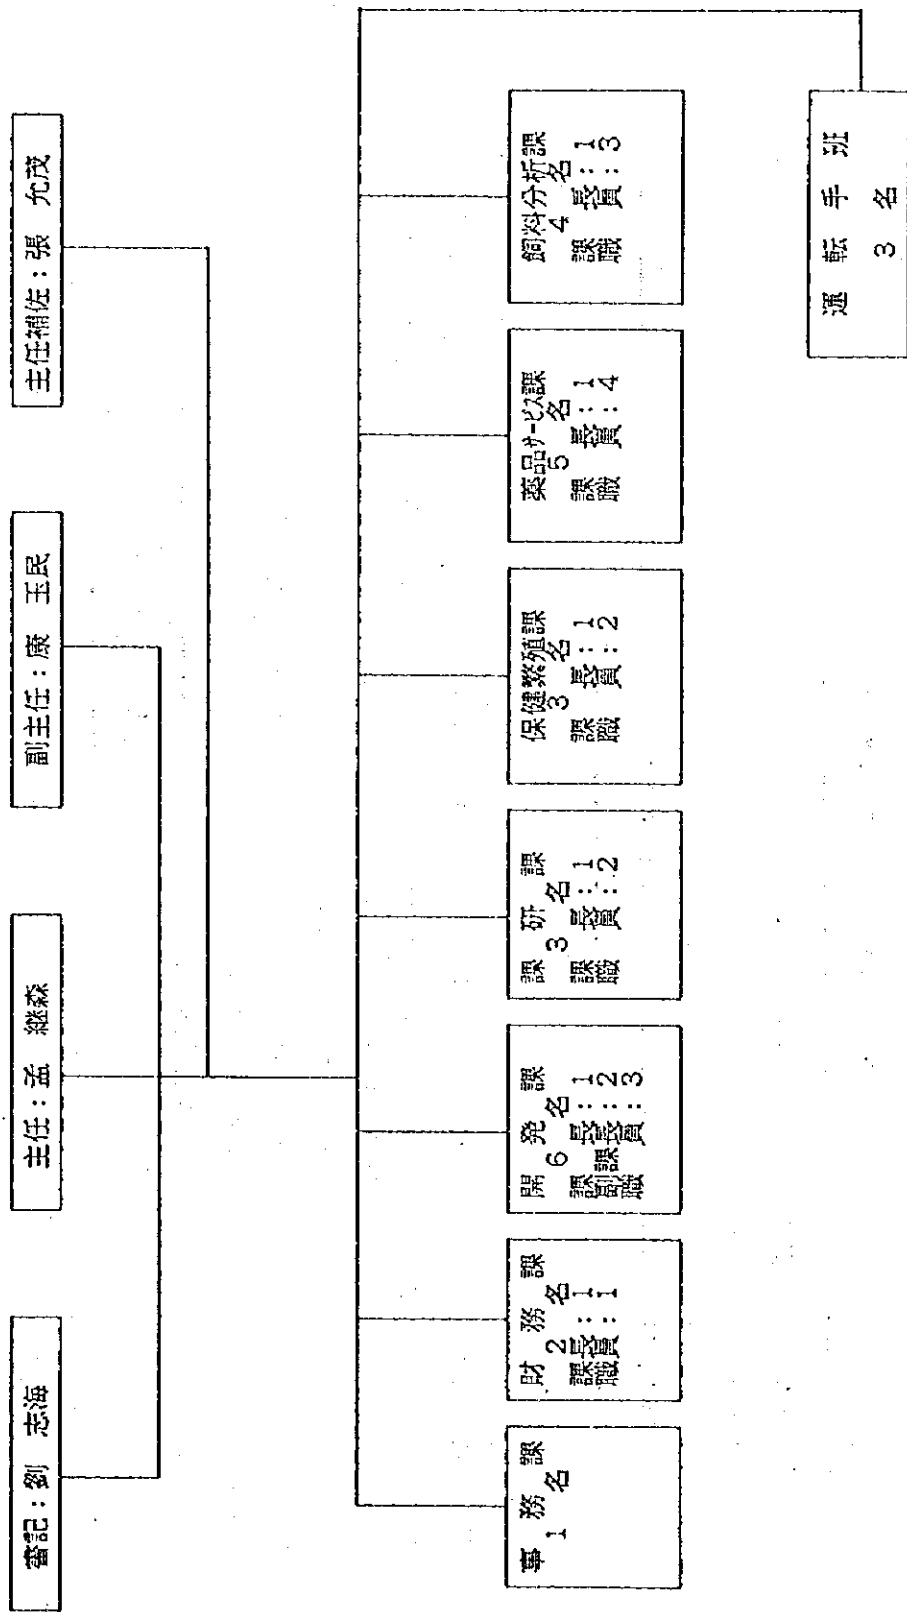 書記：劉 志海
主任：孟 継森
副主任：康 玉民
主任補佐：張 允茂
事務課
1名
財務課
2名
課長：1
職員：1
開発課
6名
課長：1
副課長：2
職員：3
課研課
3名
課長：1
職員：2
保健繁殖課
3名
課長：1
職員：2
薬品サービス課
5名
課長：1
職員：4
飼料分析課
4名
課長：1
職員：3
運転手班
3名